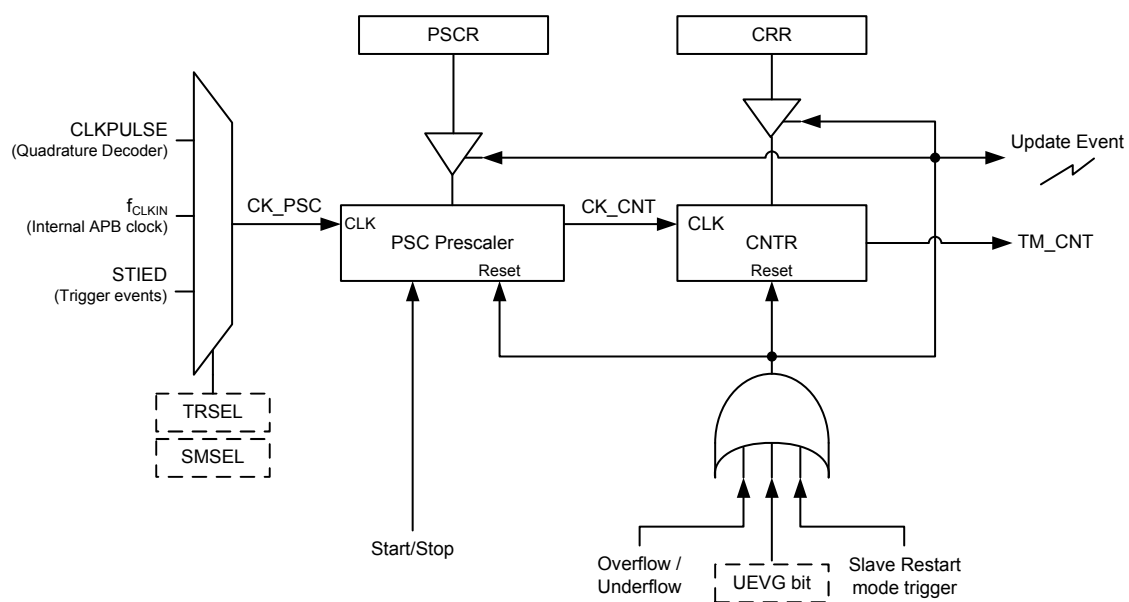 PSCR
CRR
CLKPULSE
(Quadrature Decoder)
fCLKIN
(Internal APB clock)
STIED
(Trigger events)
CK_PSC
CLK
PSC Prescaler
Reset
CK_CNT
CLK
CNTR
Reset
Update Event
TM_CNT
TRSEL
SMSEL
Start/Stop
Overflow /
Underflow
UEVG bit
Slave Restart
mode trigger